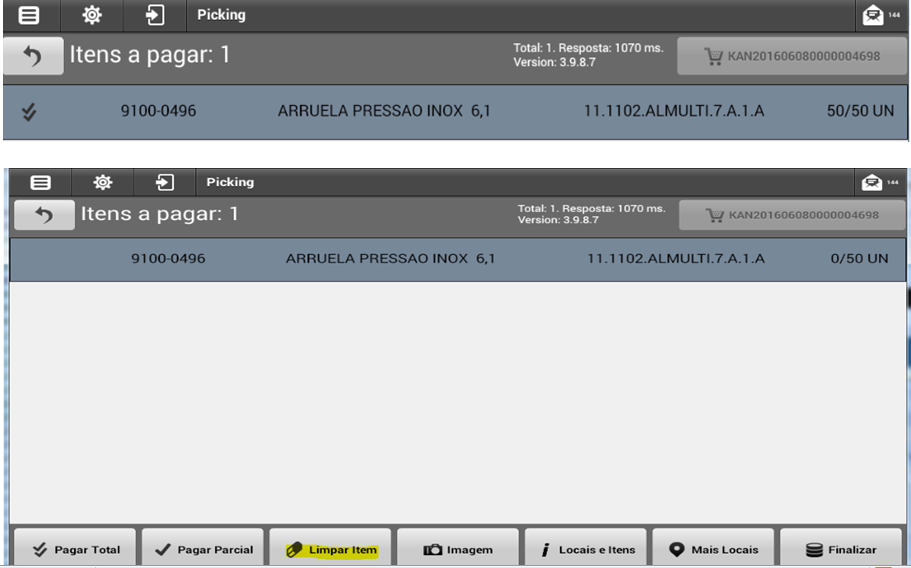 Picking
144
Itens a pagar: 1
Total: 1. Resposta: 1070 ms.
Version: 3.9.8.7
KAN201606080000004698
9100-0496 ARRUELA PRESSAO INOX 6,1 11.1102.ALMULTI.7.A.1.A 50/50 UN
Picking
144
Itens a pagar: 1
Total: 1. Resposta: 1070 ms.
Version: 3.9.8.7
KAN201606080000004698
9100-0496 ARRUELA PRESSAO INOX 6,1 11.1102.ALMULTI.7.A.1.A 0/50 UN
Pagar Total Pagar Parcial Limpar Item Imagem Locais e Itens Mais Locais Finalizar